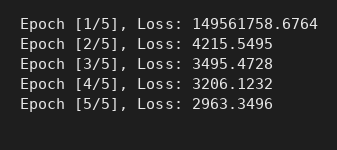 Epoch [1/5], Loss: 149561758.6764
Epoch [2/5], Loss: 4215.5495
Epoch [3/5], Loss: 3495.4728
Epoch [4/5], Loss: 3206.1232
Epoch [5/5], Loss: 2963.3496